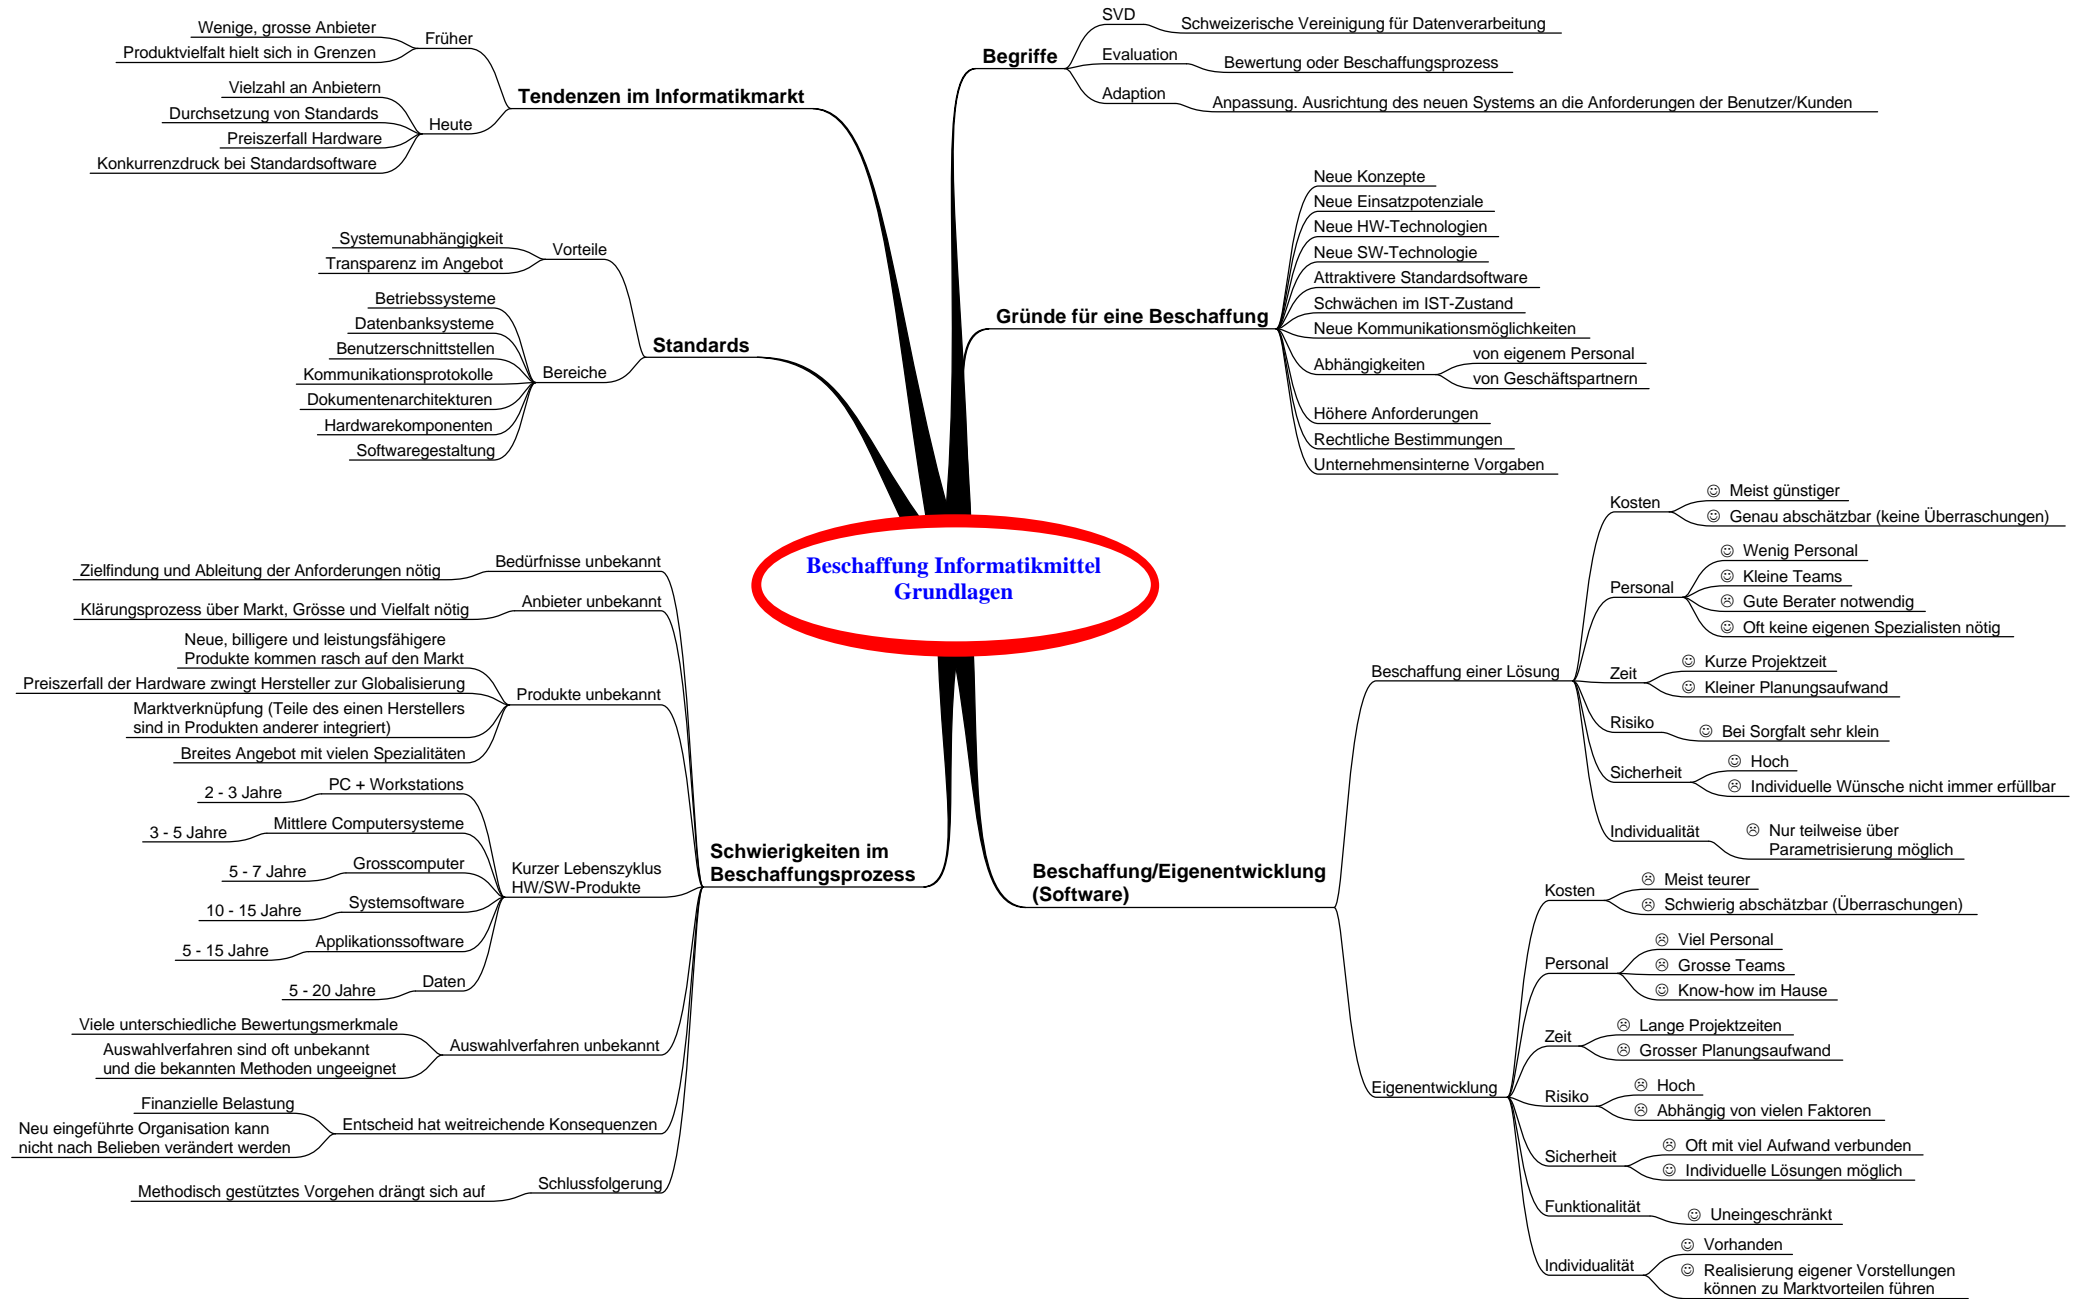 Beschaffung Informatikmittel
Grundlagen
Begriffe
SVD
Schweizerische Vereinigung für Datenverarbeitung
Evaluation
Bewertung oder Beschaffungsprozess
Adaption
Anpassung. Ausrichtung des neuen Systems an die Anforderungen der Benutzer/Kunden
Gründe für eine Beschaffung
Neue Konzepte
Neue Einsatzpotenziale
Neue HW-Technologien
Neue SW-Technologie
Attraktivere Standardsoftware
Schwächen im IST-Zustand
Neue Kommunikationsmöglichkeiten
Abhängigkeiten
von eigenem Personal
von Geschäftspartnern
Höhere Anforderungen
Rechtliche Bestimmungen
Unternehmensinterne Vorgaben
Beschaffung/Eigenentwicklung
(Software)
Beschaffung einer Lösung
Kosten
☺ Meist günstiger
☺ Genau abschätzbar (keine Überraschungen)
Personal
☺ Wenig Personal
☺ Kleine Teams
☹ Gute Berater notwendig
☺ Oft keine eigenen Spezialisten nötig
Zeit
☺ Kurze Projektzeit
☺ Kleiner Planungsaufwand
Risiko
☺ Bei Sorgfalt sehr klein
Sicherheit
☺ Hoch
☹ Individuelle Wünsche nicht immer erfüllbar
Individualität
☹ Nur teilweise über
Parametrisierung möglich
Eigenentwicklung
Kosten
☹ Meist teurer
☹ Schwierig abschätzbar (Überraschungen)
Personal
☹ Viel Personal
☹ Grosse Teams
☺ Know-how im Hause
Zeit
☹ Lange Projektzeiten
☹ Grosser Planungsaufwand
Risiko
☹ Hoch
☹ Abhängig von vielen Faktoren
Sicherheit
☹ Oft mit viel Aufwand verbunden
☺ Individuelle Lösungen möglich
Funktionalität
☺ Uneingeschränkt
Individualität
☺ Vorhanden
☺ Realisierung eigener Vorstellungen
können zu Marktvorteilen führen
Tendenzen im Informatikmarkt
Früher
Wenige, grosse Anbieter
Produktvielfalt hielt sich in Grenzen
Heute
Vielzahl an Anbietern
Durchsetzung von Standards
Preiszerfall Hardware
Konkurrenzdruck bei Standardsoftware
Standards
Vorteile
Systemunabhängigkeit
Transparenz im Angebot
Bereiche
Betriebssysteme
Datenbanksysteme
Benutzerschnittstellen
Kommunikationsprotokolle
Dokumentenarchitekturen
Hardwarekomponenten
Softwaregestaltung
Schwierigkeiten im
Beschaffungsprozess
Bedürfnisse unbekannt
Zielfindung und Ableitung der Anforderungen nötig
Anbieter unbekannt
Klärungsprozess über Markt, Grösse und Vielfalt nötig
Produkte unbekannt
Neue, billigere und leistungsfähigere
Produkte kommen rasch auf den Markt
Preiszerfall der Hardware zwingt Hersteller zur Globalisierung
Marktverknüpfung (Teile des einen Herstellers
sind in Produkten anderer integriert)
Breites Angebot mit vielen Spezialitäten
Kurzer Lebenszyklus
HW/SW-Produkte
PC + Workstations
2 - 3 Jahre
Mittlere Computersysteme
3 - 5 Jahre
Grosscomputer
5 - 7 Jahre
Systemsoftware
10 - 15 Jahre
Applikationssoftware
5 - 15 Jahre
Daten
5 - 20 Jahre
Auswahlverfahren unbekannt
Viele unterschiedliche Bewertungsmerkmale
Auswahlverfahren sind oft unbekannt
und die bekannten Methoden ungeeignet
Entscheid hat weitreichende Konsequenzen
Finanzielle Belastung
Neu eingeführte Organisation kann
nicht nach Belieben verändert werden
Schlussfolgerung
Methodisch gestütztes Vorgehen drängt sich auf